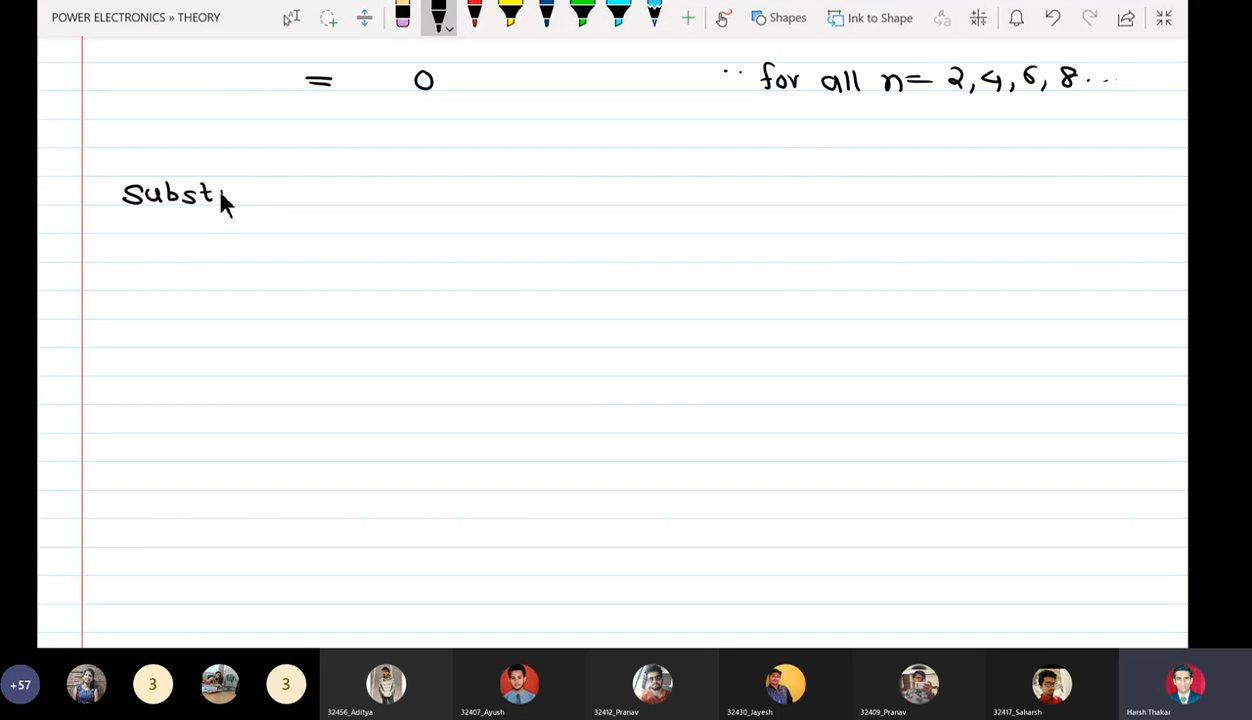 POWER ELECTRONICS » THEORY
Shapes
Ink to Shape
= 0 for all n= 2,4,6,8...
Subst
+57
3
3
32456_Aditya
32407_Ayush
32412_Pranav
32430_Jayesh
32409_Pranav
32417_Saharsh
Harsh Thakar